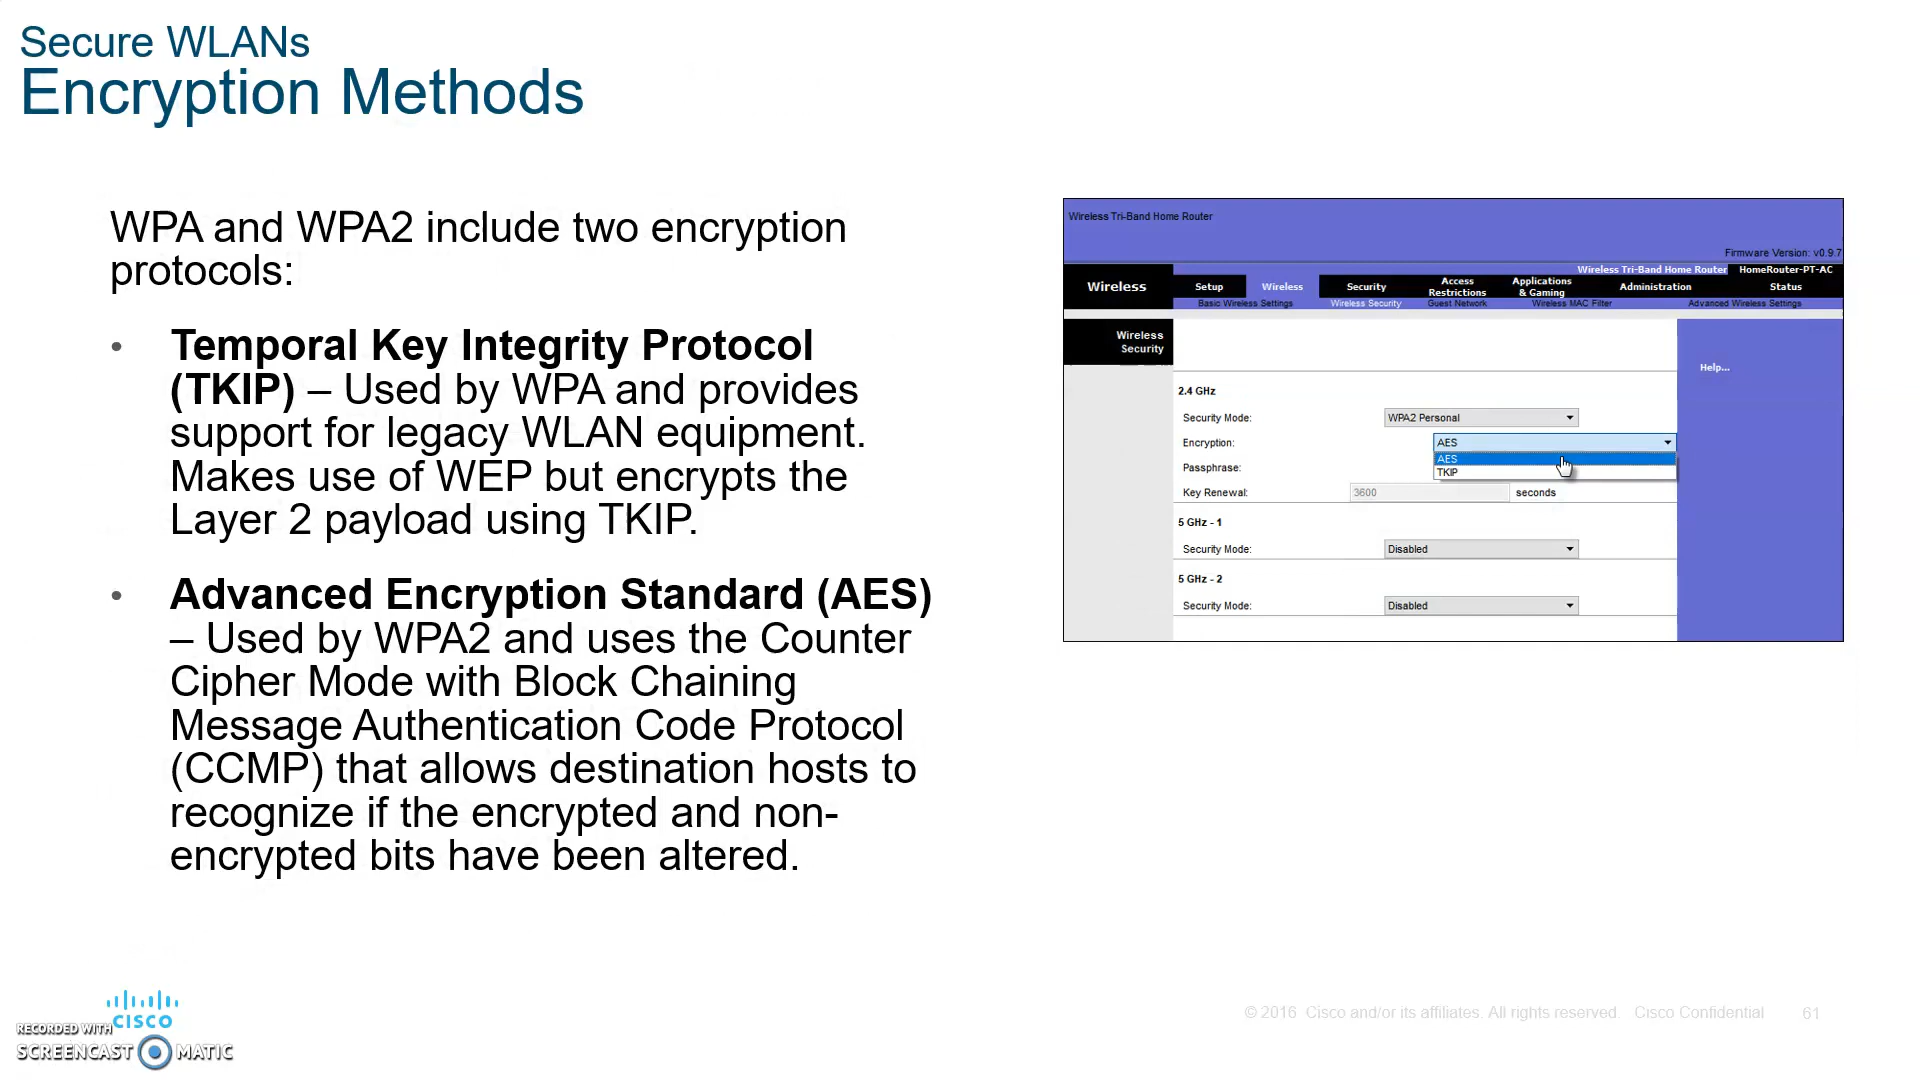 Secure WLANs
Encryption Methods
WPA and WPA2 include two encryption
protocols:
• Temporal Key Integrity Protocol
(TKIP) – Used by WPA and provides
support for legacy WLAN equipment.
Makes use of WEP but encrypts the
Layer 2 payload using TKIP.
• Advanced Encryption Standard (AES)
– Used by WPA2 and uses the Counter
Cipher Mode with Block Chaining
Message Authentication Code Protocol
(CCMP) that allows destination hosts to
recognize if the encrypted and non-
encrypted bits have been altered.
Wireless Tri-Band Home Router
Firmware Version: v0.9.7
Wireless Tri-Band Home Router HomeRouter-PT-AC
Wireless Setup Wireless Security Access Restrictions Applications & Gaming Administration Status
Basic Wireless Settings Wireless Security Guest Network Wireless MAC Filter Advanced Wireless Settings
Wireless
Security
Help...
2.4 GHz
Security Mode: WPA2 Personal
Encryption: AES
AES
Passphrase: TKIP
Key Renewal: 3600 seconds
5 GHz - 1
Security Mode: Disabled
5 GHz - 2
Security Mode: Disabled
CISCO
RECORDED WITH
SCREENCAST MATIC
© 2016 Cisco and/or its affiliates. All rights reserved. Cisco Confidential 61